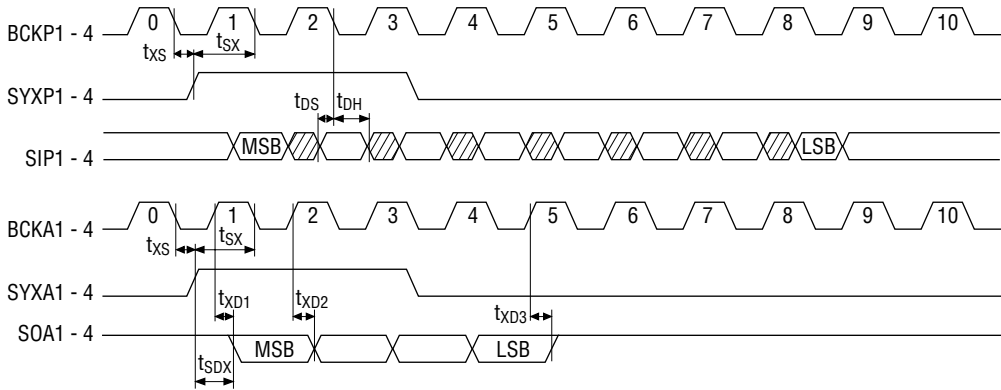 BCKP1 - 4 0 1 2 3 4 5 6 7 8 9 10
tXS tSX
SYXP1 - 4
tDS tDH
SIP1 - 4 MSB LSB
BCKA1 - 4 0 1 2 3 4 5 6 7 8 9 10
tXS tSX
SYXA1 - 4
tXD1 tXD2 tXD3
SOA1 - 4 MSB LSB
tSDX